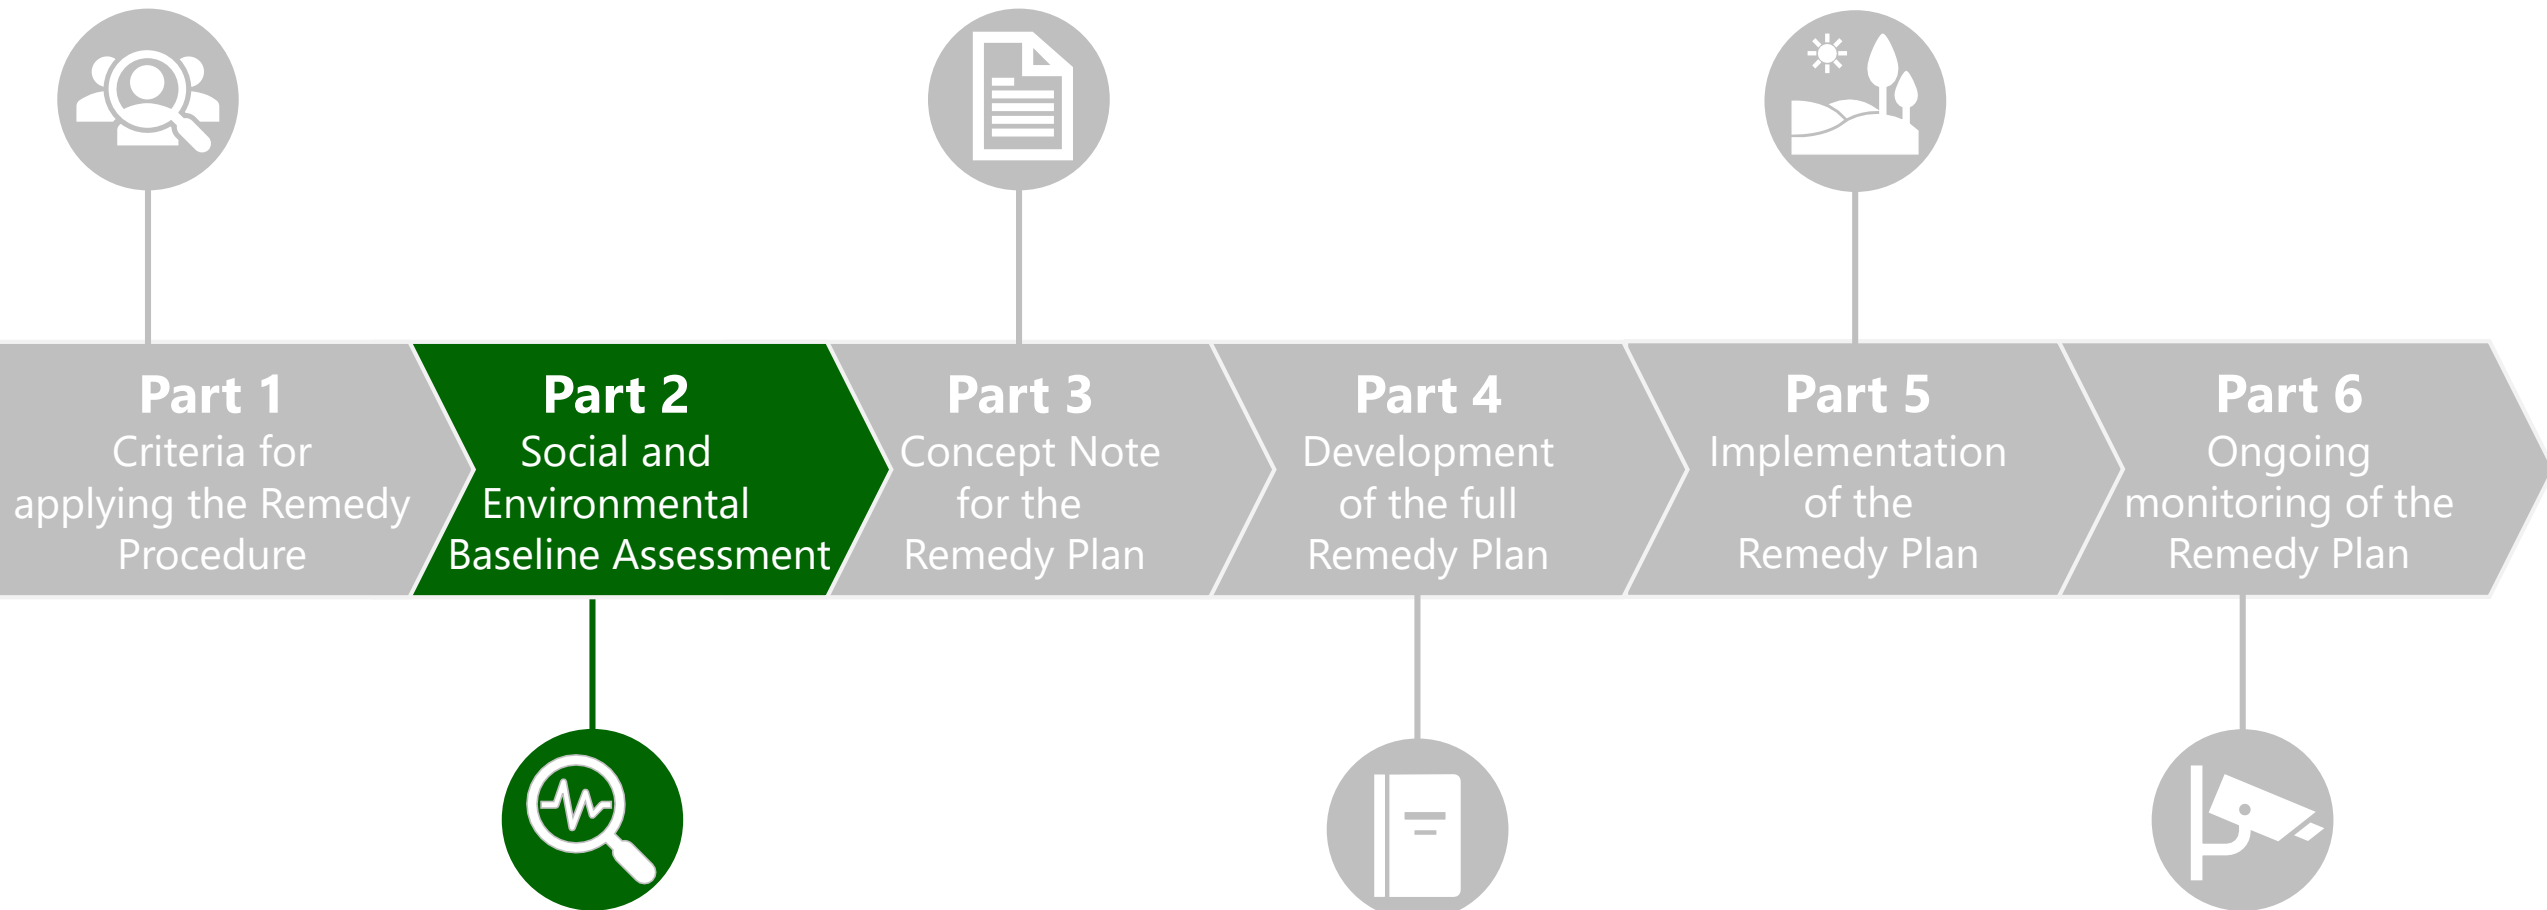 Part 1
Criteria for
applying the Remedy
Procedure
Part 2
Social and
Environmental
Baseline Assessment
Part 3
Concept Note
for the
Remedy Plan
Part 4
Development
of the full
Remedy Plan
Part 5
Implementation
of the
Remedy Plan
Part 6
Ongoing
monitoring of the
Remedy Plan